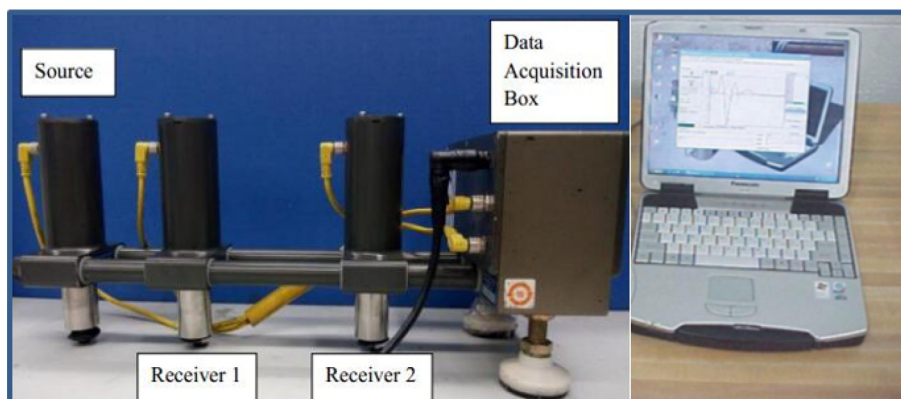 Source
Data
Acquisition
Box
Receiver 1
Receiver 2
Panasonic